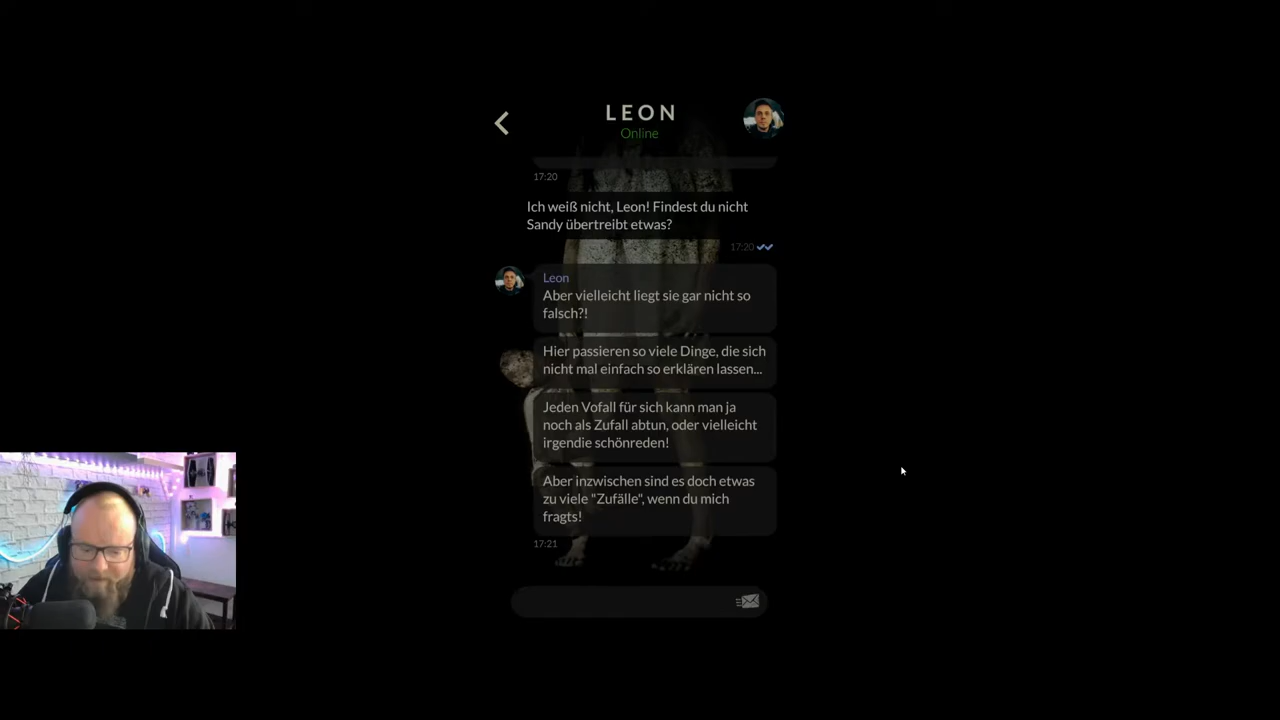 LEON
Online
17:20
Ich weiß nicht, Leon! Findest du nicht
Sandy übertreibt etwas?
17:20
Leon
Aber vielleicht liegt sie gar nicht so
falsch?!
Hier passieren so viele Dinge, die sich
nicht mal einfach so erklären lassen...
Jeden Vofall für sich kann man ja
noch als Zufall abtun, oder vielleicht
irgendie schönreden!
Aber inzwischen sind es doch etwas
zu viele "Zufälle", wenn du mich
fragts!
17:21